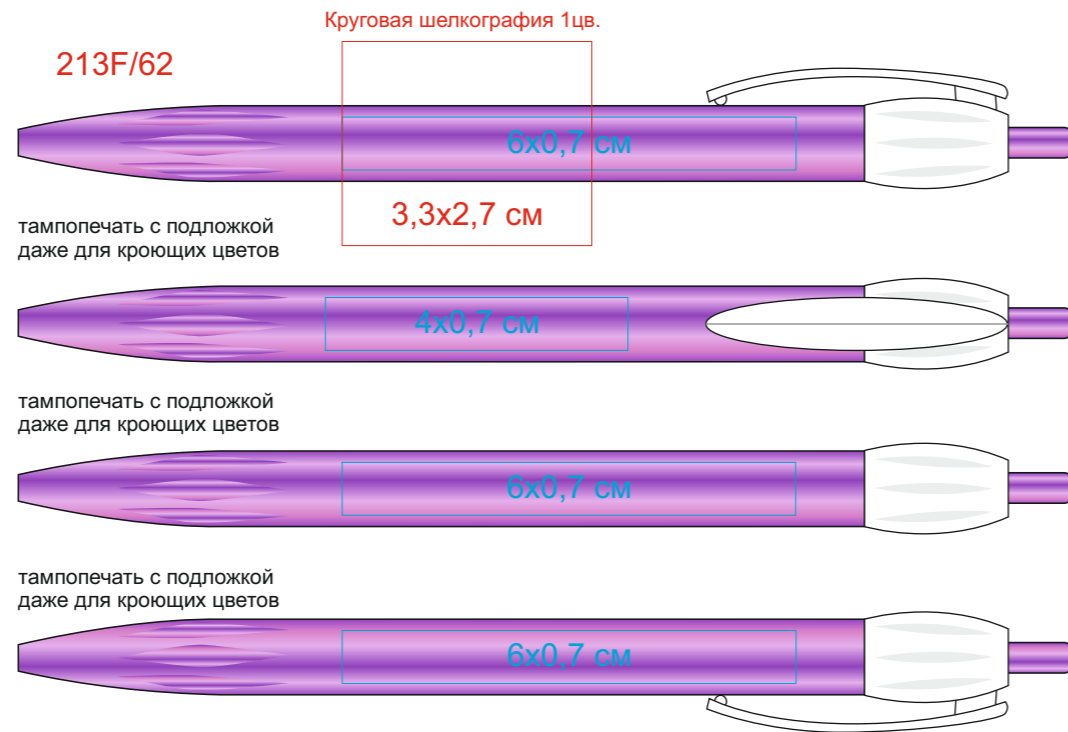 Круговая шелкография 1цв.
213F/62
6х0,7 см
3,3х2,7 см
тампопечать с подложкой
даже для кроющих цветов
4х0,7 см
тампопечать с подложкой
даже для кроющих цветов
6х0,7 см
тампопечать с подложкой
даже для кроющих цветов
6х0,7 см